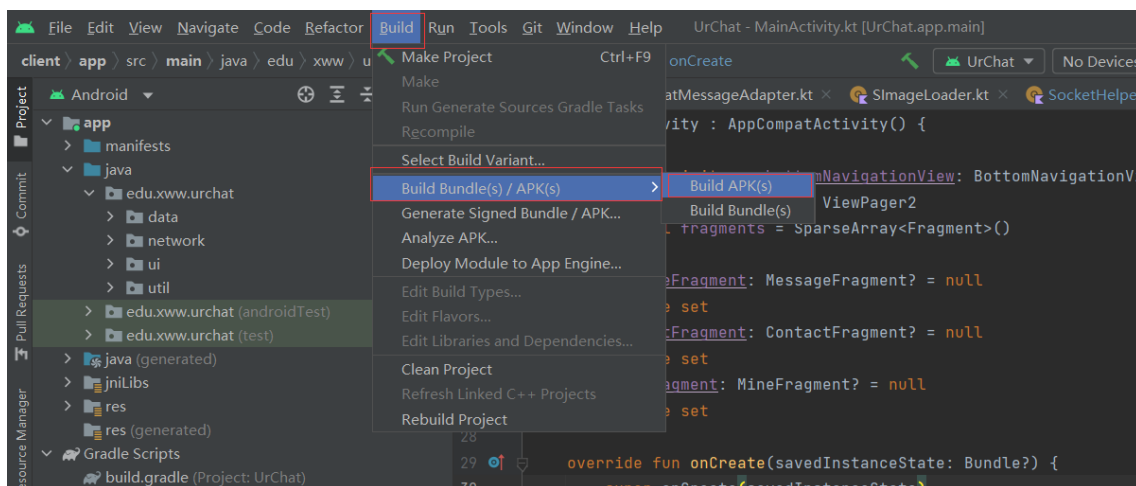 File Edit View Navigate Code Refactor Build Run Tools Git Window Help UrChat - MainActivity.kt [UrChat.app.main]
client app src main java edu xww u
onCreate
UrChat
No Devices
Project
Commit
Pull Requests
Resource Manager
Android
app
manifests
java
edu.xww.urchat
data
network
ui
util
edu.xww.urchat (androidTest)
edu.xww.urchat (test)
java (generated)
jniLibs
res
res (generated)
Gradle Scripts
build.gradle (Project: UrChat)
Make Project Ctrl+F9
Make
Run Generate Sources Gradle Tasks
Recompile
Select Build Variant...
Build Bundle(s) / APK(s)
Generate Signed Bundle / APK...
Analyze APK...
Deploy Module to App Engine...
Edit Build Types...
Edit Flavors...
Edit Libraries and Dependencies...
Clean Project
Refresh Linked C++ Projects
Rebuild Project
Build APK(s)
Build Bundle(s)
atMessageAdapter.kt SImageLoader.kt SocketHelpe
vity : AppCompatActivity() {
mNavigationView: BottomNavigationV
ViewPager2
fragments = SparseArray<Fragment>()
eFragment: MessageFragment? = null
e set
tFragment: ContactFragment? = null
e set
agment: MineFragment? = null
e set
28
29 override fun onCreate(savedInstanceState: Bundle?) {
30 super.onCreate(savedInstanceState)